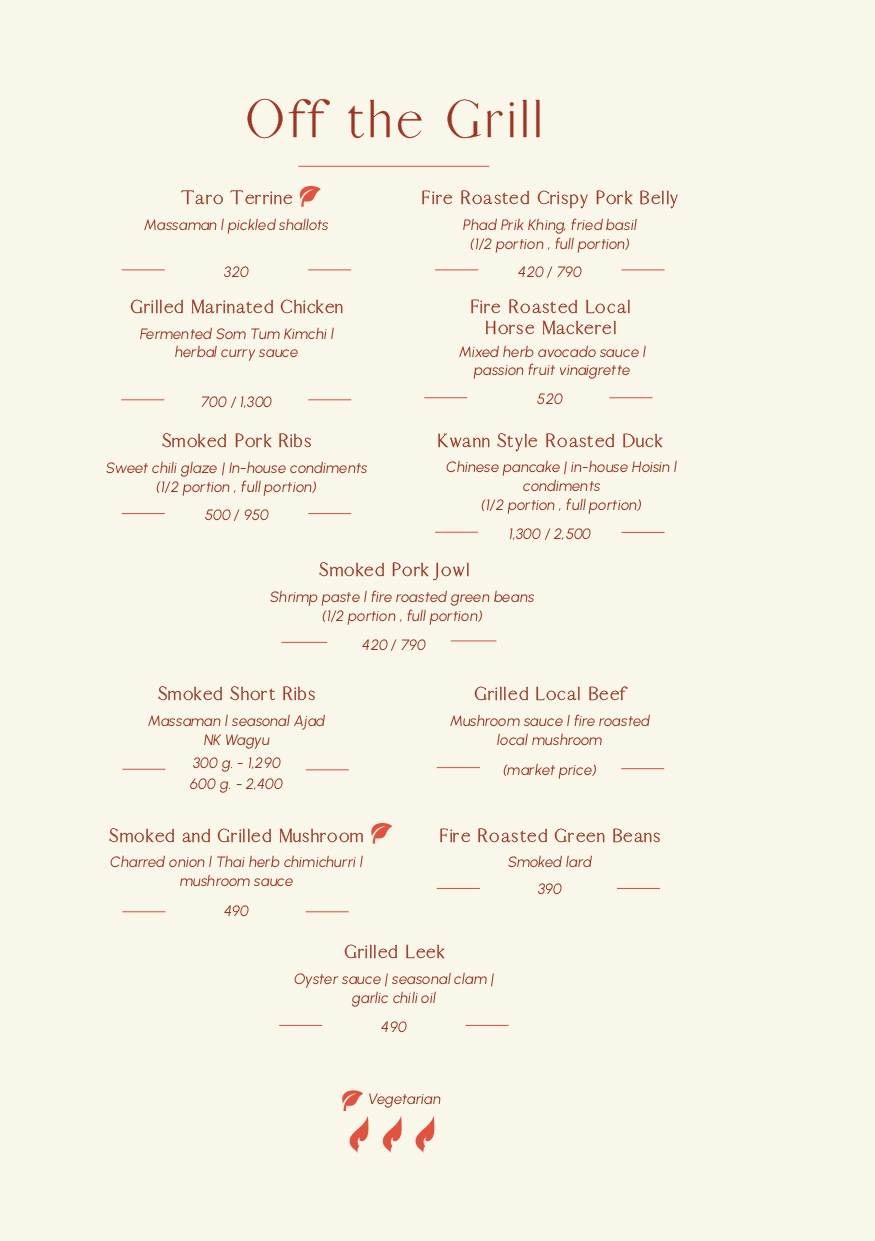 Off the Grill
Taro Terrine
Massaman l pickled shallots
320
Fire Roasted Crispy Pork Belly
Phad Prik Khing, fried basil
(1/2 portion , full portion)
420 / 790
Grilled Marinated Chicken
Fermented Som Tum Kimchi l
herbal curry sauce
700 / 1,300
Fire Roasted Local
Horse Mackerel
Mixed herb avocado sauce l
passion fruit vinaigrette
520
Smoked Pork Ribs
Sweet chili glaze | In-house condiments
(1/2 portion , full portion)
500 / 950
Kwann Style Roasted Duck
Chinese pancake | in-house Hoisin l
condiments
(1/2 portion , full portion)
1,300 / 2,500
Smoked Pork Jowl
Shrimp paste l fire roasted green beans
(1/2 portion , full portion)
420 / 790
Smoked Short Ribs
Massaman l seasonal Ajad
NK Wagyu
300 g. - 1,290
600 g. - 2,400
Grilled Local Beef
Mushroom sauce l fire roasted
local mushroom
(market price)
Smoked and Grilled Mushroom
Charred onion l Thai herb chimichurri l
mushroom sauce
490
Fire Roasted Green Beans
Smoked lard
390
Grilled Leek
Oyster sauce | seasonal clam |
garlic chili oil
490
Vegetarian